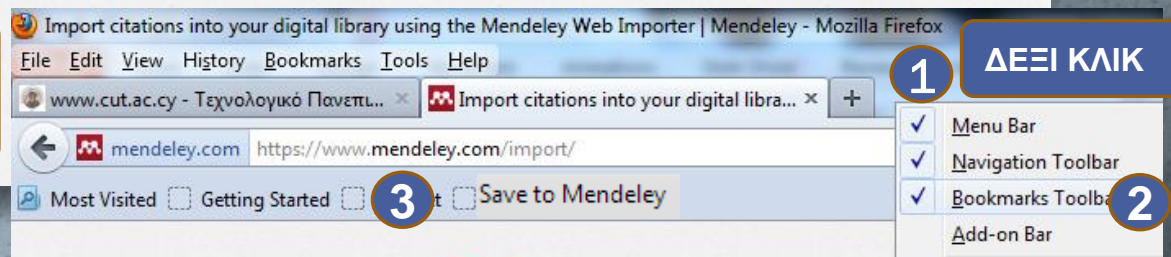 Import citations into your digital library using the Mendeley Web Importer | Mendeley - Mozilla Firefox
ΔΕΞΙ ΚΛΙΚ
1
File Edit View History Bookmarks Tools Help
www.cut.ac.cy - Τεχνολογικό Πανεπι... × Import citations into your digital libra... × +
Menu Bar
mendeley.com https://www.mendeley.com/import/
Navigation Toolbar
Most Visited Getting Started 3 t Save to Mendeley
Bookmarks Toolba 2
Add-on Bar